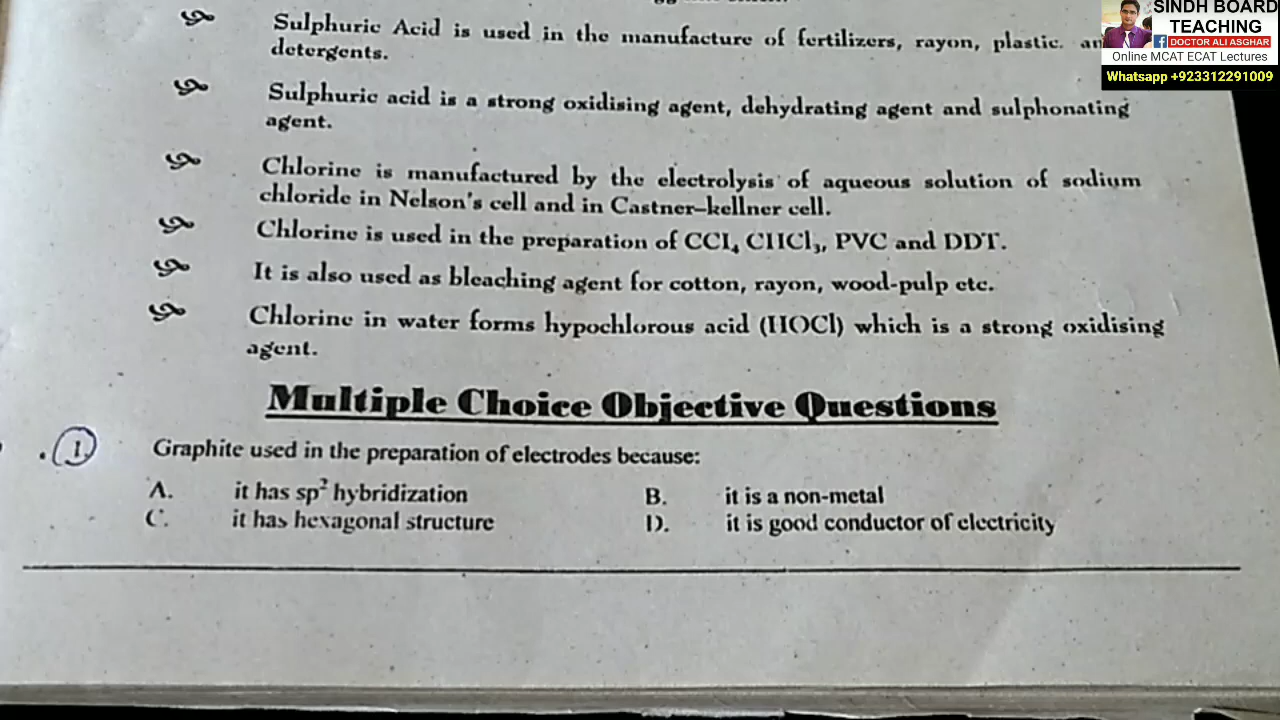 SINDH BOARD
TEACHING
DOCTOR ALI ASGHAR
Online MCAT ECAT Lectures
Whatsapp +923312291009
Sulphuric Acid is used in the manufacture of fertilizers, rayon, plastic.
detergents.
Sulphuric acid is a strong oxidising agent, dehydrating agent and sulphonating
agent.
Chlorine is manufactured by the electrolysis of aqueous solution of sodium
chloride in Nelson's cell and in Castner-kellner cell.
Chlorine is used in the preparation of CCl₄ CHCl₃, PVC and DDT.
It is also used as bleaching agent for cotton, rayon, wood-pulp etc.
Chlorine in water forms hypochlorous acid (HOCl) which is a strong oxidising
agent.
Multiple Choice Objective Questions
1. Graphite used in the preparation of electrodes because:
A. it has sp² hybridization B. it is a non-metal
C. it has hexagonal structure D. it is good conductor of electricity